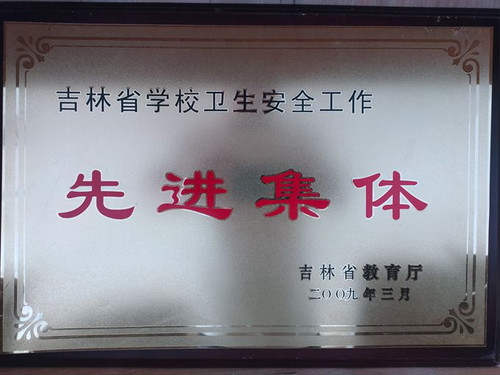 吉林省学校卫生安全工作
先进集体
吉林省教育厅
二〇〇九年三月